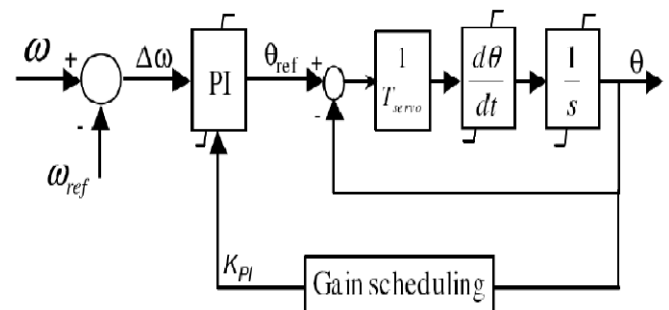 ω + Δω PI θref + 1 Tservo dθ dt 1 s θ
- ωref -
KPI Gain scheduling